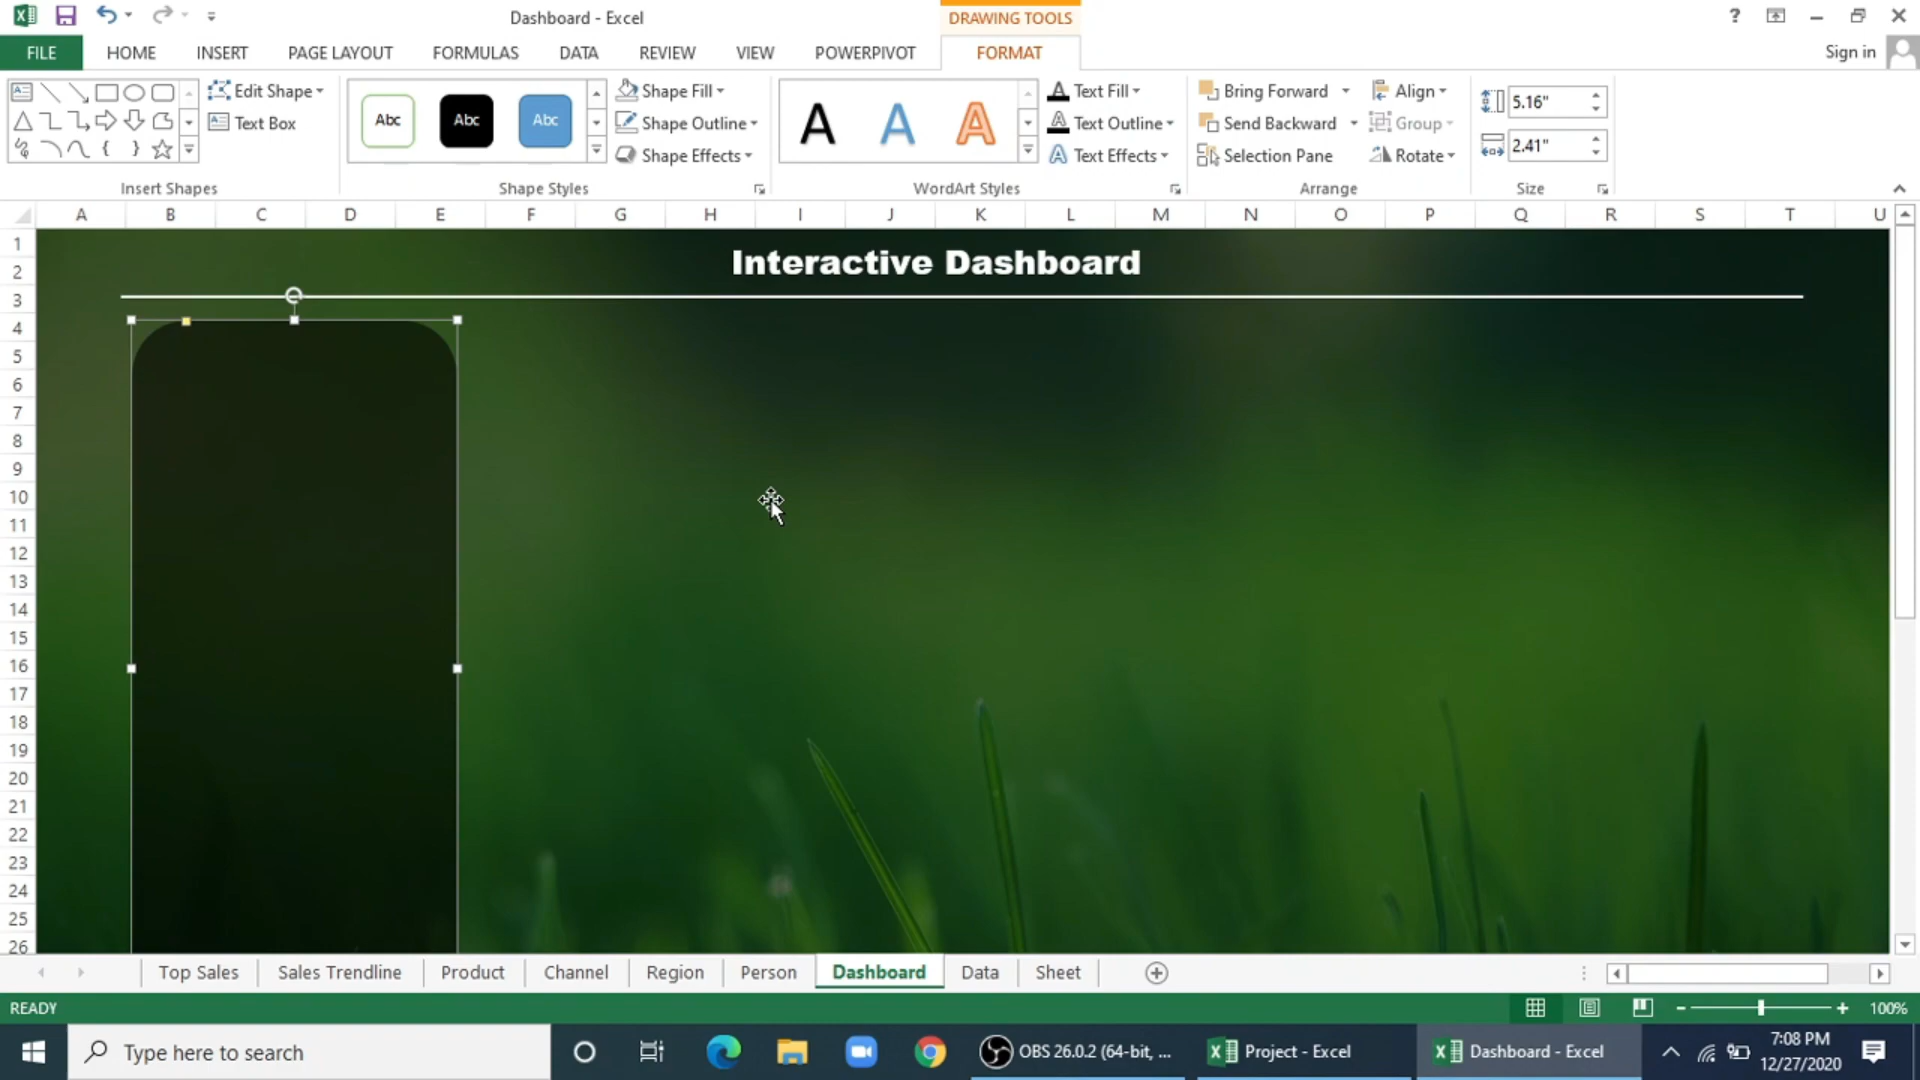 Dashboard - Excel
DRAWING TOOLS
?
Sign in
FILE HOME INSERT PAGE LAYOUT FORMULAS DATA REVIEW VIEW POWERPIVOT FORMAT
Edit Shape
Text Box
Insert Shapes
Abc Abc Abc
Shape Fill
Shape Outline
Shape Effects
Shape Styles
A A A
Text Fill
Text Outline
Text Effects
WordArt Styles
Bring Forward
Send Backward
Selection Pane
Align
Group
Rotate
Arrange
5.16"
2.41"
Size
A B C D E F G H I J K L M N O P Q R S T U
1
2
3
4
5
6
7
8
9
10
11
12
13
14
15
16
17
18
19
20
21
22
23
24
25
26
Interactive Dashboard
Top Sales Sales Trendline Product Channel Region Person Dashboard Data Sheet
READY
100%
Type here to search
OBS 26.0.2 (64-bit, ...
Project - Excel
Dashboard - Excel
7:08 PM
12/27/2020